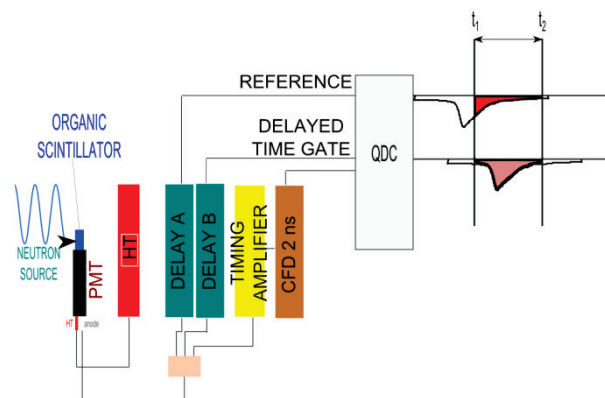 t1
t2
REFERENCE
ORGANIC
SCINTILLATOR
DELAYED
TIME GATE
QDC
NEUTRON
SOURCE
PMT
HT
DELAY A
DELAY B
TIMING
AMPLIFIER
CFD 2 ns
HT
anode